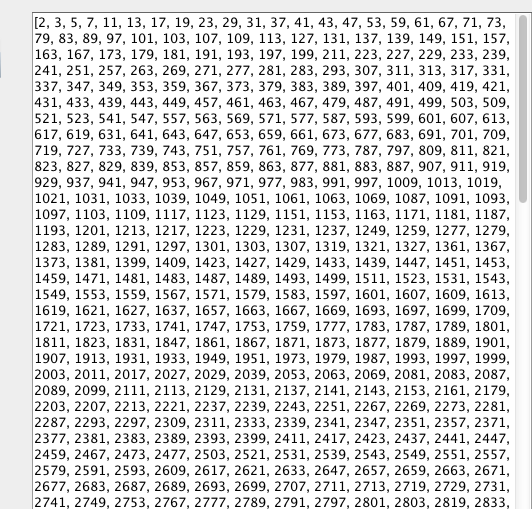 [2, 3, 5, 7, 11, 13, 17, 19, 23, 29, 31, 37, 41, 43, 47, 53, 59, 61, 67, 71, 73,
79, 83, 89, 97, 101, 103, 107, 109, 113, 127, 131, 137, 139, 149, 151, 157,
163, 167, 173, 179, 181, 191, 193, 197, 199, 211, 223, 227, 229, 233, 239,
241, 251, 257, 263, 269, 271, 277, 281, 283, 293, 307, 311, 313, 317, 331,
337, 347, 349, 353, 359, 367, 373, 379, 383, 389, 397, 401, 409, 419, 421,
431, 433, 439, 443, 449, 457, 461, 463, 467, 479, 487, 491, 499, 503, 509,
521, 523, 541, 547, 557, 563, 569, 571, 577, 587, 593, 599, 601, 607, 613,
617, 619, 631, 641, 643, 647, 653, 659, 661, 673, 677, 683, 691, 701, 709,
719, 727, 733, 739, 743, 751, 757, 761, 769, 773, 787, 797, 809, 811, 821,
823, 827, 829, 839, 853, 857, 859, 863, 877, 881, 883, 887, 907, 911, 919,
929, 937, 941, 947, 953, 967, 971, 977, 983, 991, 997, 1009, 1013, 1019,
1021, 1031, 1033, 1039, 1049, 1051, 1061, 1063, 1069, 1087, 1091, 1093,
1097, 1103, 1109, 1117, 1123, 1129, 1151, 1153, 1163, 1171, 1181, 1187,
1193, 1201, 1213, 1217, 1223, 1229, 1231, 1237, 1249, 1259, 1277, 1279,
1283, 1289, 1291, 1297, 1301, 1303, 1307, 1319, 1321, 1327, 1361, 1367,
1373, 1381, 1399, 1409, 1423, 1427, 1429, 1433, 1439, 1447, 1451, 1453,
1459, 1471, 1481, 1483, 1487, 1489, 1493, 1499, 1511, 1523, 1531, 1543,
1549, 1553, 1559, 1567, 1571, 1579, 1583, 1597, 1601, 1607, 1609, 1613,
1619, 1621, 1627, 1637, 1657, 1663, 1667, 1669, 1693, 1697, 1699, 1709,
1721, 1723, 1733, 1741, 1747, 1753, 1759, 1777, 1783, 1787, 1789, 1801,
1811, 1823, 1831, 1847, 1861, 1867, 1871, 1873, 1877, 1879, 1889, 1901,
1907, 1913, 1931, 1933, 1949, 1951, 1973, 1979, 1987, 1993, 1997, 1999,
2003, 2011, 2017, 2027, 2029, 2039, 2053, 2063, 2069, 2081, 2083, 2087,
2089, 2099, 2111, 2113, 2129, 2131, 2137, 2141, 2143, 2153, 2161, 2179,
2203, 2207, 2213, 2221, 2237, 2239, 2243, 2251, 2267, 2269, 2273, 2281,
2287, 2293, 2297, 2309, 2311, 2333, 2339, 2341, 2347, 2351, 2357, 2371,
2377, 2381, 2383, 2389, 2393, 2399, 2411, 2417, 2423, 2437, 2441, 2447,
2459, 2467, 2473, 2477, 2503, 2521, 2531, 2539, 2543, 2549, 2551, 2557,
2579, 2591, 2593, 2609, 2617, 2621, 2633, 2647, 2657, 2659, 2663, 2671,
2677, 2683, 2687, 2689, 2693, 2699, 2707, 2711, 2713, 2719, 2729, 2731,
2741, 2749, 2753, 2767, 2777, 2789, 2791, 2797, 2801, 2803, 2819, 2833,